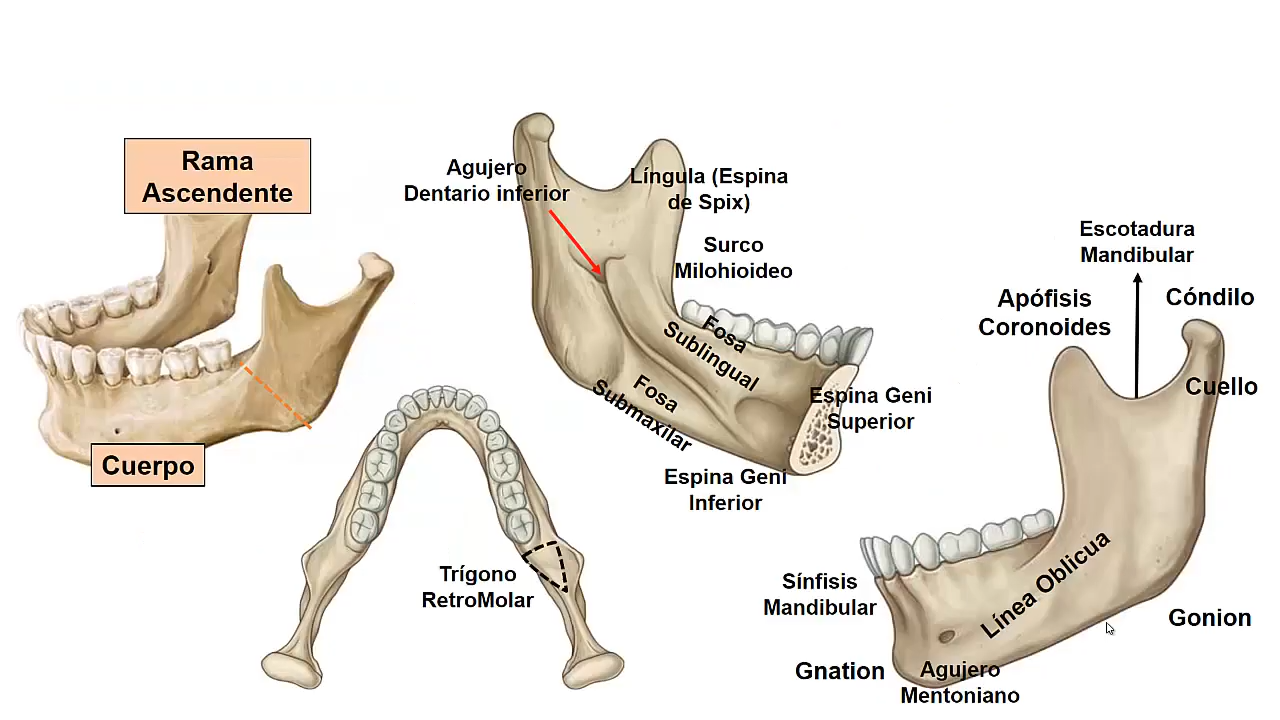 Rama
Ascendente
Cuerpo
Agujero
Dentario inferior
Língula (Espina
de Spix)
Surco
Milohioideo
Fosa
Sublingual
Fosa
Submaxilar
Espina Geni
Superior
Espina Geni
Inferior
Trígono
RetroMolar
Escotadura
Mandibular
Apófisis
Coronoides
Cóndilo
Cuello
Línea Oblicua
Sínfisis
Mandibular
Gonion
Gnation
Agujero
Mentoniano